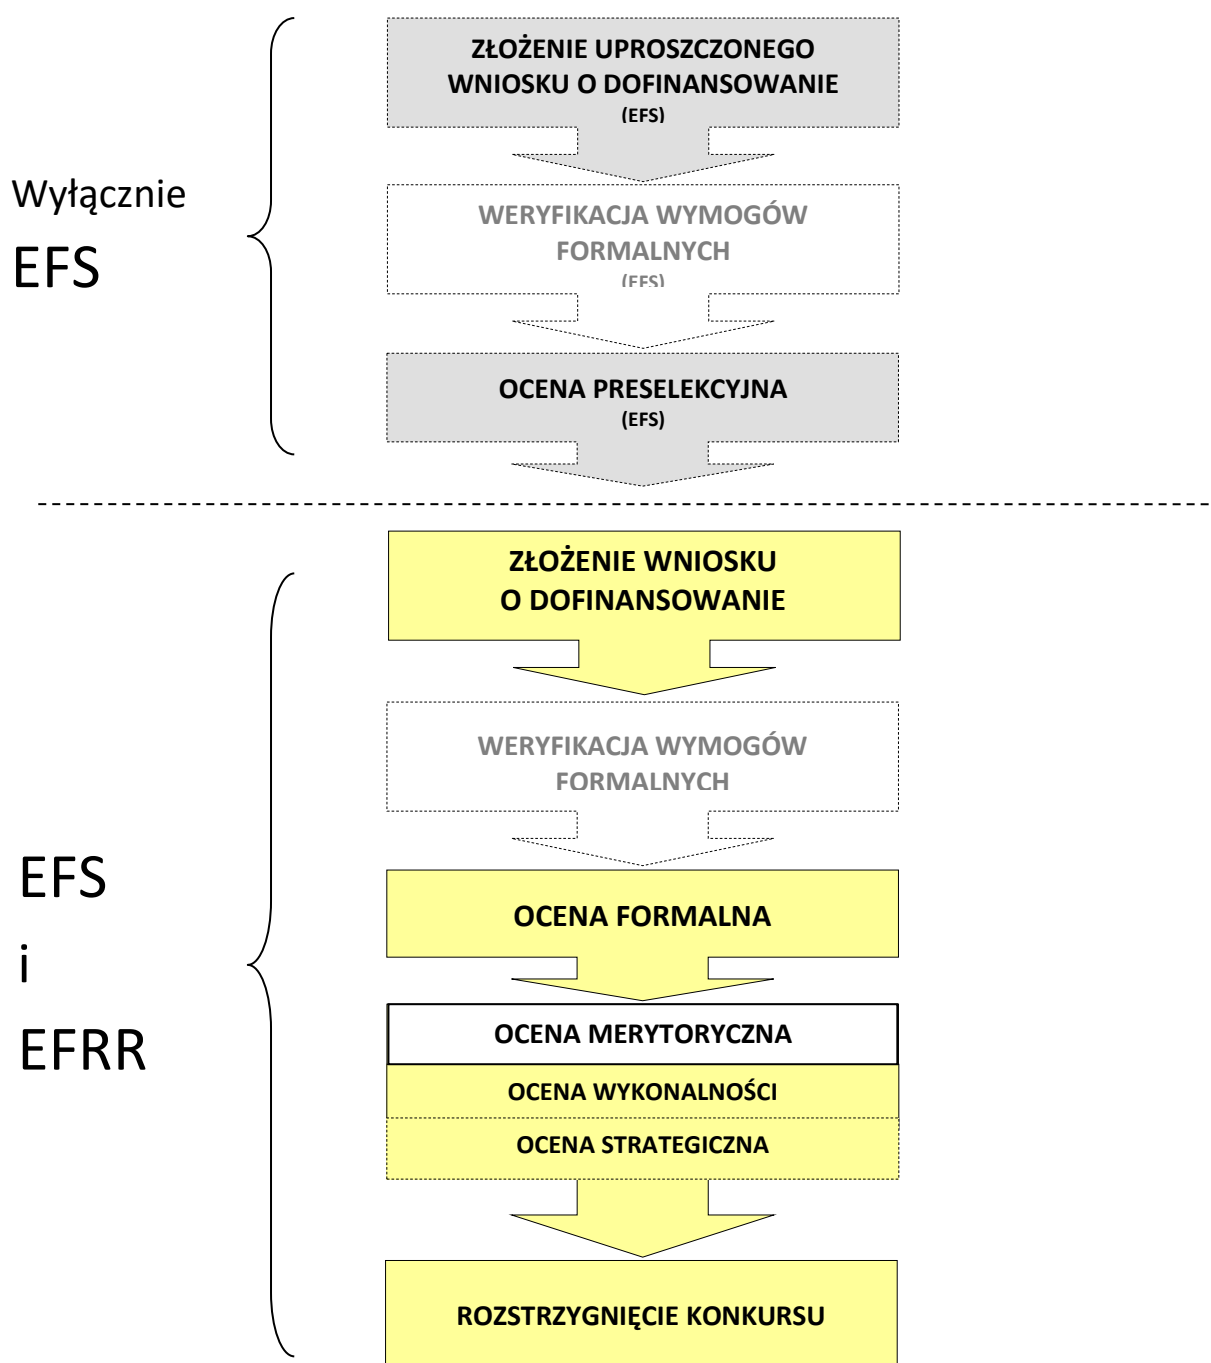 ZŁOŻENIE UPROSZCZONEGO
WNIOSKU O DOFINANSOWANIE
(EFS)
Wyłącznie
EFS
WERYFIKACJA WYMOGÓW
FORMALNYCH
(EFS)
OCENA PRESELEKCYJNA
(EFS)
ZŁOŻENIE WNIOSKU
O DOFINANSOWANIE
WERYFIKACJA WYMOGÓW
FORMALNYCH
EFS
i
EFRR
OCENA FORMALNA
OCENA MERYTORYCZNA
OCENA WYKONALNOŚCI
OCENA STRATEGICZNA
ROZSTRZYGNIĘCIE KONKURSU